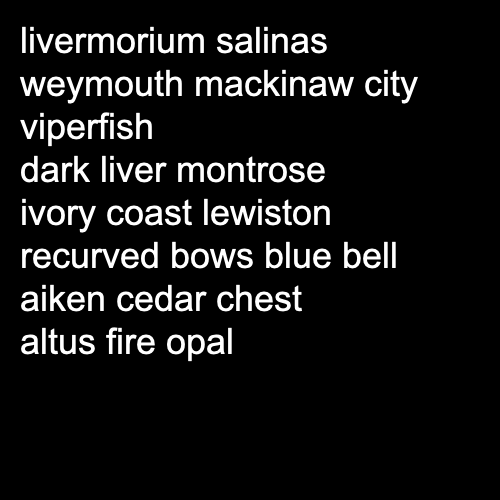 livermorium salinas
weymouth mackinaw city
viperfish
dark liver montrose
ivory coast lewiston
recurved bows blue bell
aiken cedar chest
altus fire opal